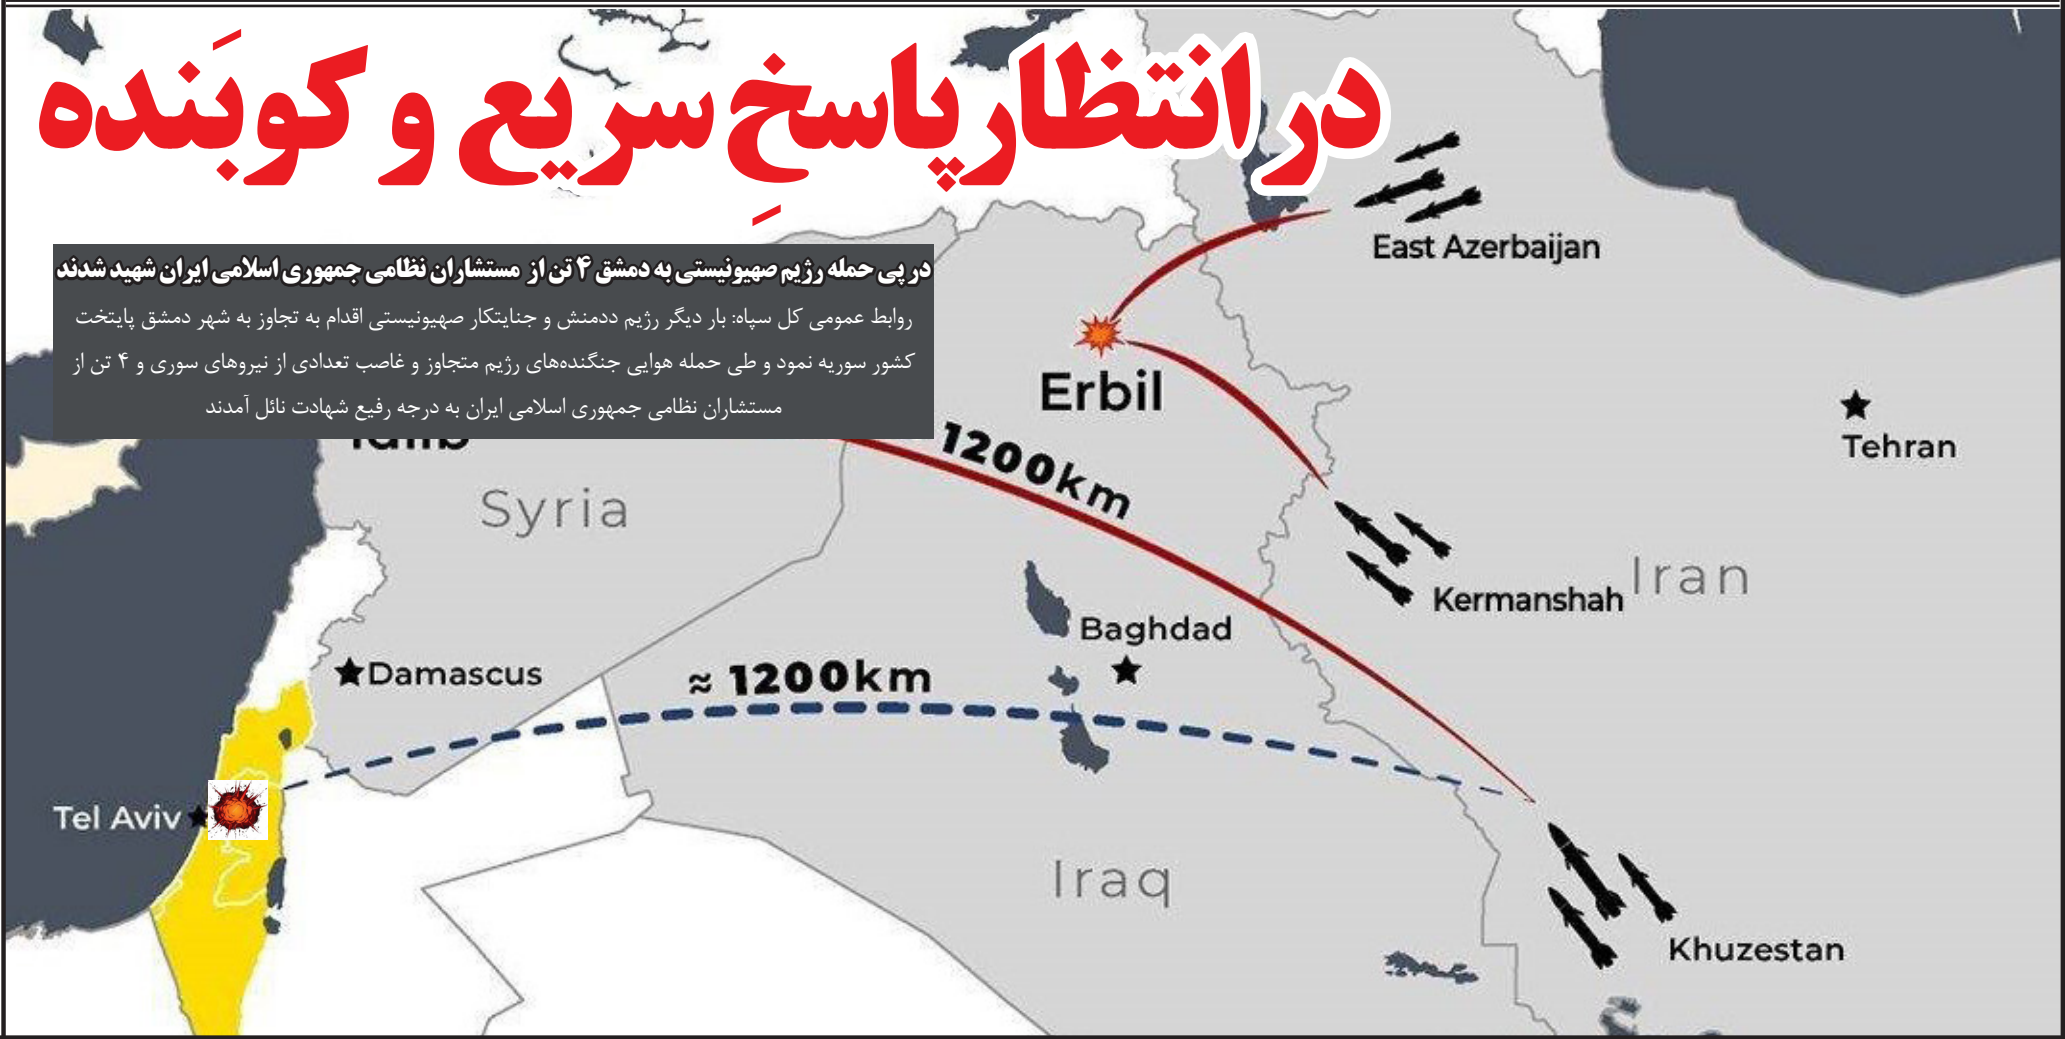 در انتظار پاسخِ سریع و کوبَنده
در پی حمله رژیم صهیونیستی به دمشق ۴ تن از مستشاران نظامی جمهوری اسلامی ایران شهید شدند
روابط عمومی کل سپاه: بار دیگر رژیم ددمنش و جنایتکار صهیونیستی اقدام به تجاوز به شهر دمشق پایتخت
کشور سوریه نمود و طی حمله هوایی جنگنده‌های رژیم متجاوز و غاصب تعدادی از نیروهای سوری و ۴ تن از
مستشاران نظامی جمهوری اسلامی ایران به درجه رفیع شهادت نائل آمدند
East Azerbaijan
Erbil
Tehran
Idlib
1200km
Syria
Iran
Kermanshah
Baghdad
Damascus
≈ 1200km
Tel Aviv
Iraq
Khuzestan